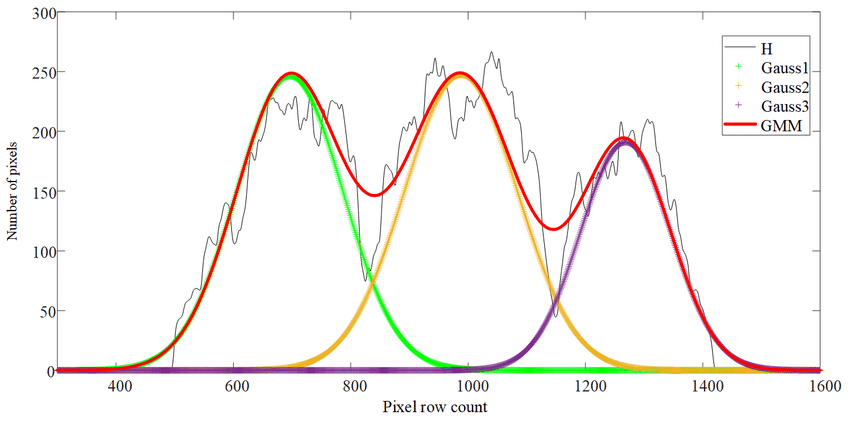 300
250
200
150
100
50
0
Number of pixels
H
Gauss1
Gauss2
Gauss3
GMM
400 600 800 1000 1200 1400 1600
Pixel row count